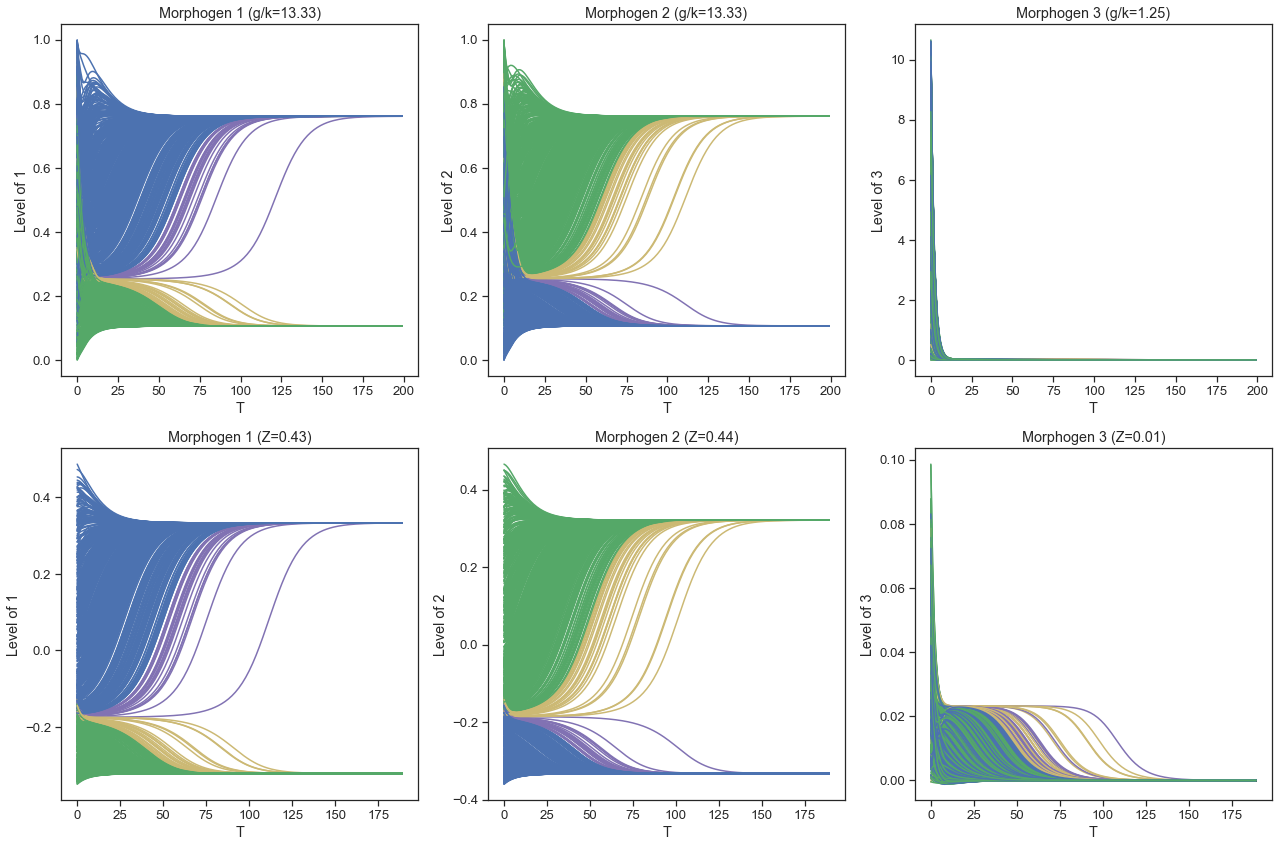 Morphogen 1 (g/k=13.33)
Level of 1
1.0
0.8
0.6
0.4
0.2
0.0
0 25 50 75 100 125 150 175 200
T
Morphogen 2 (g/k=13.33)
Level of 2
1.0
0.8
0.6
0.4
0.2
0.0
0 25 50 75 100 125 150 175 200
T
Morphogen 3 (g/k=1.25)
Level of 3
10
8
6
4
2
0
0 25 50 75 100 125 150 175 200
T
Morphogen 1 (Z=0.43)
Level of 1
0.4
0.2
0.0
−0.2
0 25 50 75 100 125 150 175
T
Morphogen 2 (Z=0.44)
Level of 2
0.4
0.2
0.0
−0.2
−0.4
0 25 50 75 100 125 150 175
T
Morphogen 3 (Z=0.01)
Level of 3
0.10
0.08
0.06
0.04
0.02
0.00
0 25 50 75 100 125 150 175
T